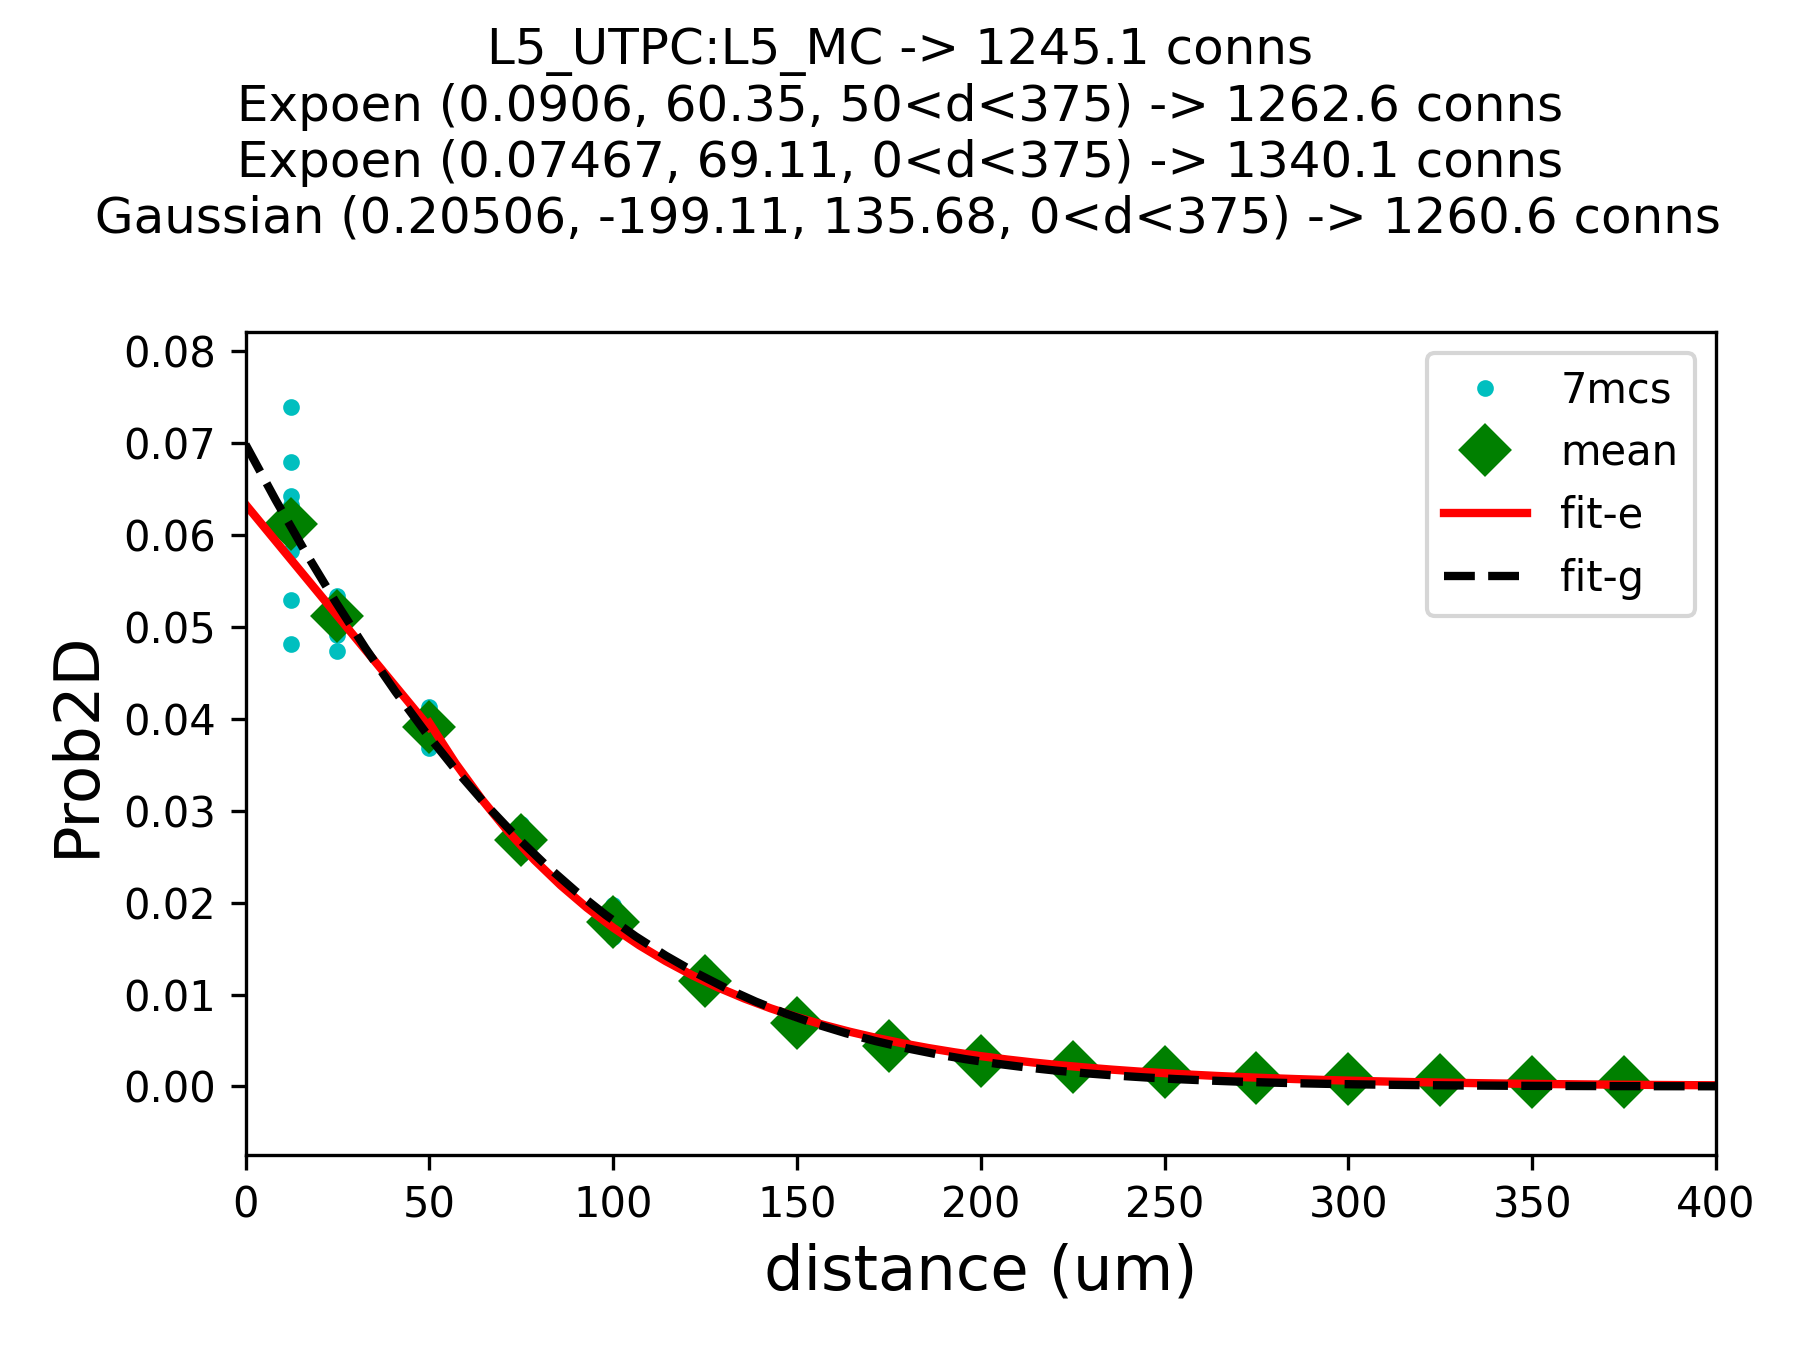 L5_UTPC:L5_MC -> 1245.1 conns
Expoen (0.0906, 60.35, 50<d<375) -> 1262.6 conns
Expoen (0.07467, 69.11, 0<d<375) -> 1340.1 conns
Gaussian (0.20506, -199.11, 135.68, 0<d<375) -> 1260.6 conns
0.08
0.07
0.06
0.05
0.04
0.03
0.02
0.01
0.00
Prob2D
7mcs
mean
fit-e
fit-g
0 50 100 150 200 250 300 350 400
distance (um)